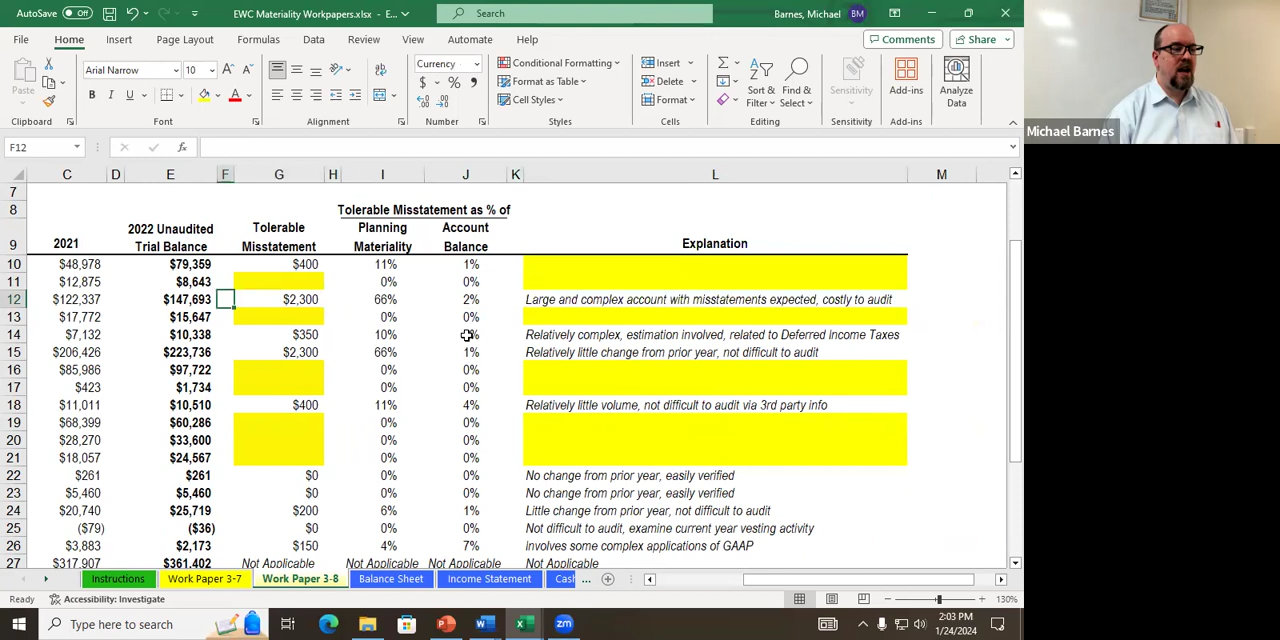 AutoSave Off EWC Materiality Workpapers.xlsx - E... Search Barnes, Michael BM
File Home Insert Page Layout Formulas Data Review View Automate Help Comments Share
Paste Arial Narrow 10 Currency Conditional Formatting Insert
B I U $ % Format as Table Delete Sort & Filter Find & Select Sensitivity Add-ins Analyze Data
Cell Styles Format
Clipboard Font Alignment Number Styles Cells Editing Sensitivity Add-ins
Michael Barnes
F12 fx
C D E F G H I J K L M
7
8 Tolerable Misstatement as % of
2022 Unaudited Tolerable Planning Account
9 2021 Trial Balance Misstatement Materiality Balance Explanation
10 $48,978 $79,359 $400 11% 1%
11 $12,875 $8,643 0% 0%
12 $122,337 $147,693 $2,300 66% 2% Large and complex account with misstatements expected, costly to audit
13 $17,772 $15,647 0% 0%
14 $7,132 $10,338 $350 10% Relatively complex, estimation involved, related to Deferred Income Taxes
15 $206,426 $223,736 $2,300 66% 1% Relatively little change from prior year, not difficult to audit
16 $85,986 $97,722 0% 0%
17 $423 $1,734 0% 0%
18 $11,011 $10,510 $400 11% 4% Relatively little volume, not difficult to audit via 3rd party info
19 $68,399 $60,286 0% 0%
20 $28,270 $33,600 0% 0%
21 $18,057 $24,567 0% 0%
22 $261 $261 $0 0% 0% No change from prior year, easily verified
23 $5,460 $5,460 $0 0% 0% No change from prior year, easily verified
24 $20,740 $25,719 $200 6% 1% Little change from prior year, not difficult to audit
25 ($79) ($36) $0 0% 0% Not difficult to audit, examine current year vesting activity
26 $3,883 $2,173 $150 4% 7% involves some complex applications of GAAP
27 $317,907 $361,402 Not Applicable Not Applicable Not Applicable Not Applicable
Instructions Work Paper 3-7 Work Paper 3-8 Balance Sheet Income Statement Cash ...
Ready Accessibility: Investigate 130%
Type here to search 2:03 PM
1/24/2024